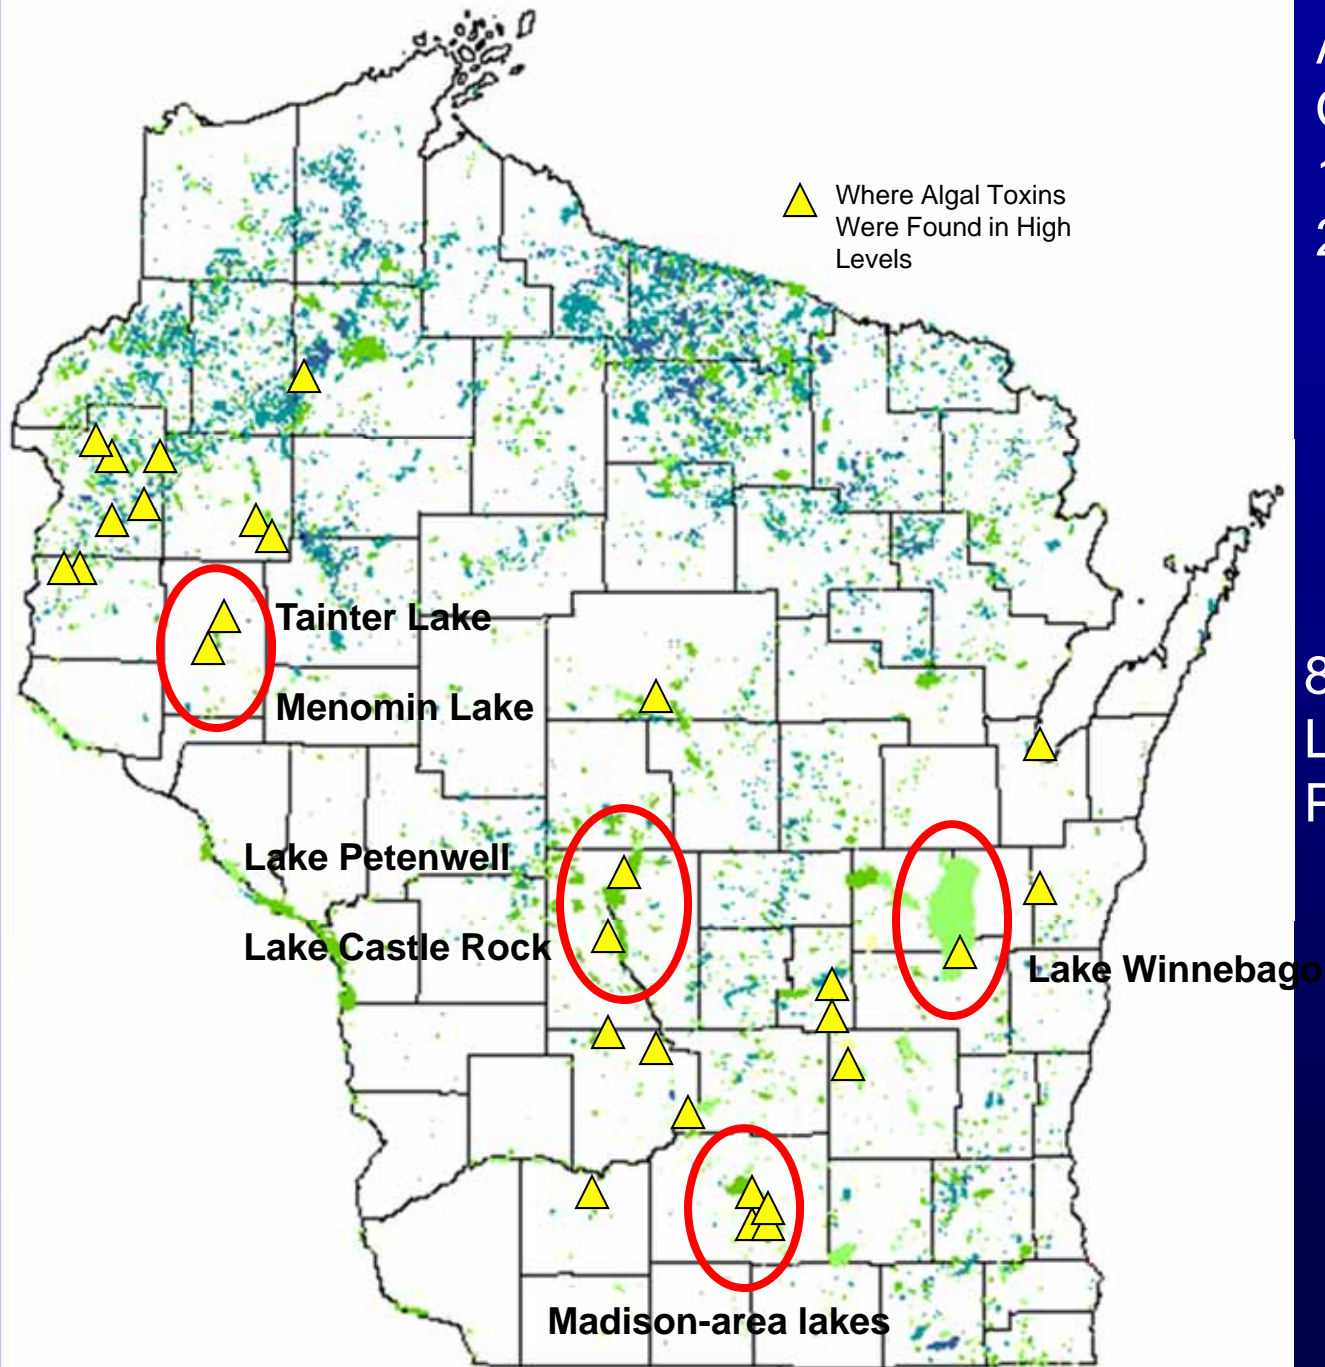 Where Algal Toxins
Were Found in High
Levels
Tainter Lake
Menomin Lake
Lake Petenwell
Lake Castle Rock
Lake Winnebago
Madison-area lakes